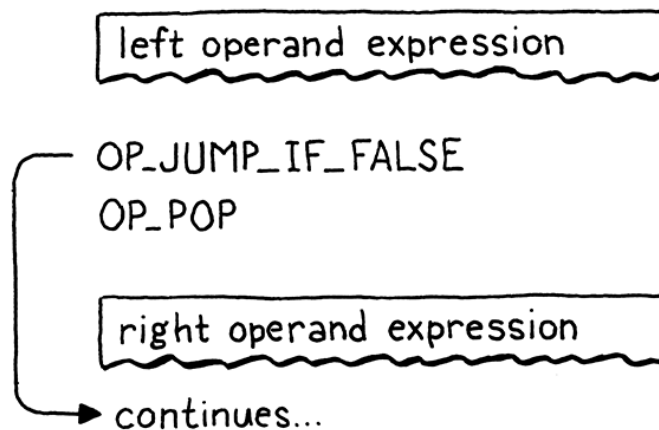 left operand expression
OP_JUMP_IF_FALSE
OP_POP
right operand expression
continues...